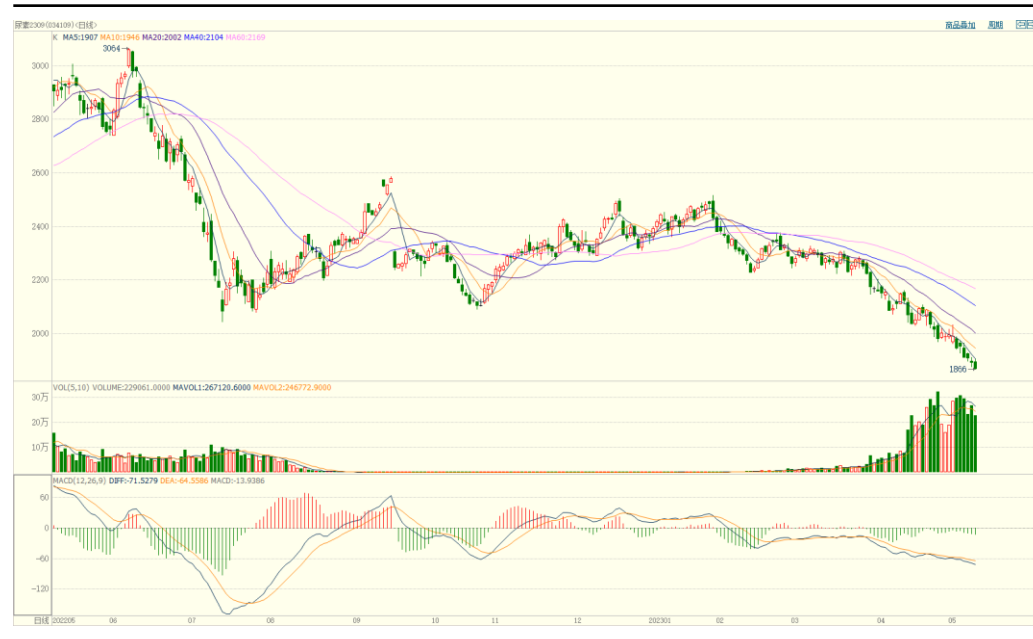 尿素2309(034109)<日线>
商品叠加 周期
K MA5:1907 MA10:1946 MA20:2002 MA40:2104 MA60:2169
3064
3000
2800
2600
2400
2200
2000
1866
VOL(5,10) VOLUME:229061.0000 MAVOL1:267120.6000 MAVOL2:246772.9000
30万
20万
10万
MACD(12,26,9) DIFF:-71.5279 DEA:-64.5586 MACD:-13.9386
60
0
-60
-120
日线 202205 06 07 08 09 10 11 12 202301 02 03 04 05